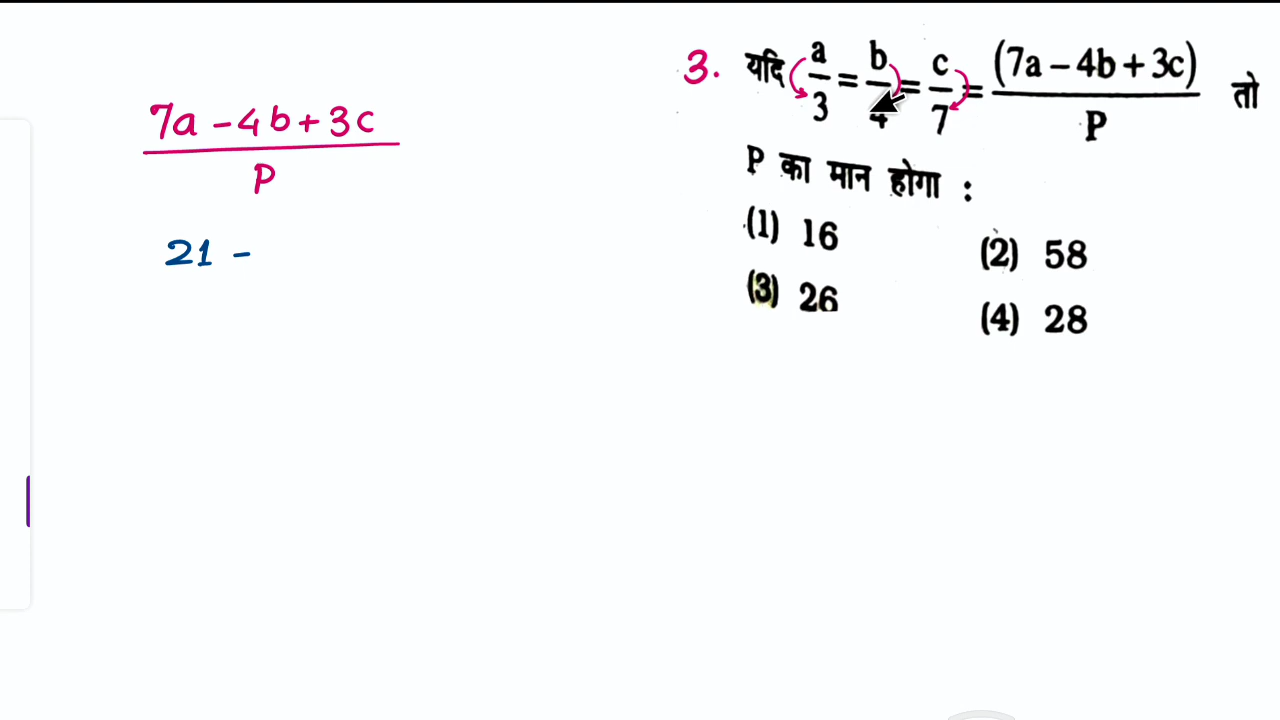 7a - 4b + 3c
P
21 -
3. यदि a/3 = b/4 = c/7 = (7a - 4b + 3c)/P तो
P का मान होगा :
(1) 16 (2) 58
(3) 26 (4) 28